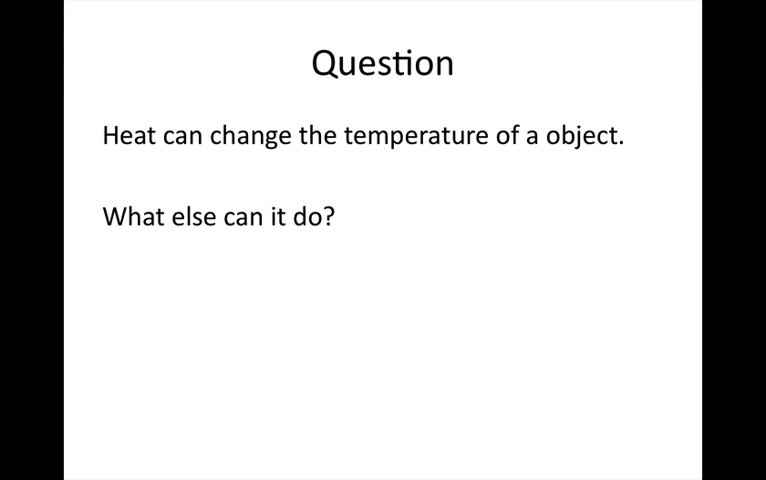 Question
Heat can change the temperature of a object.
What else can it do?